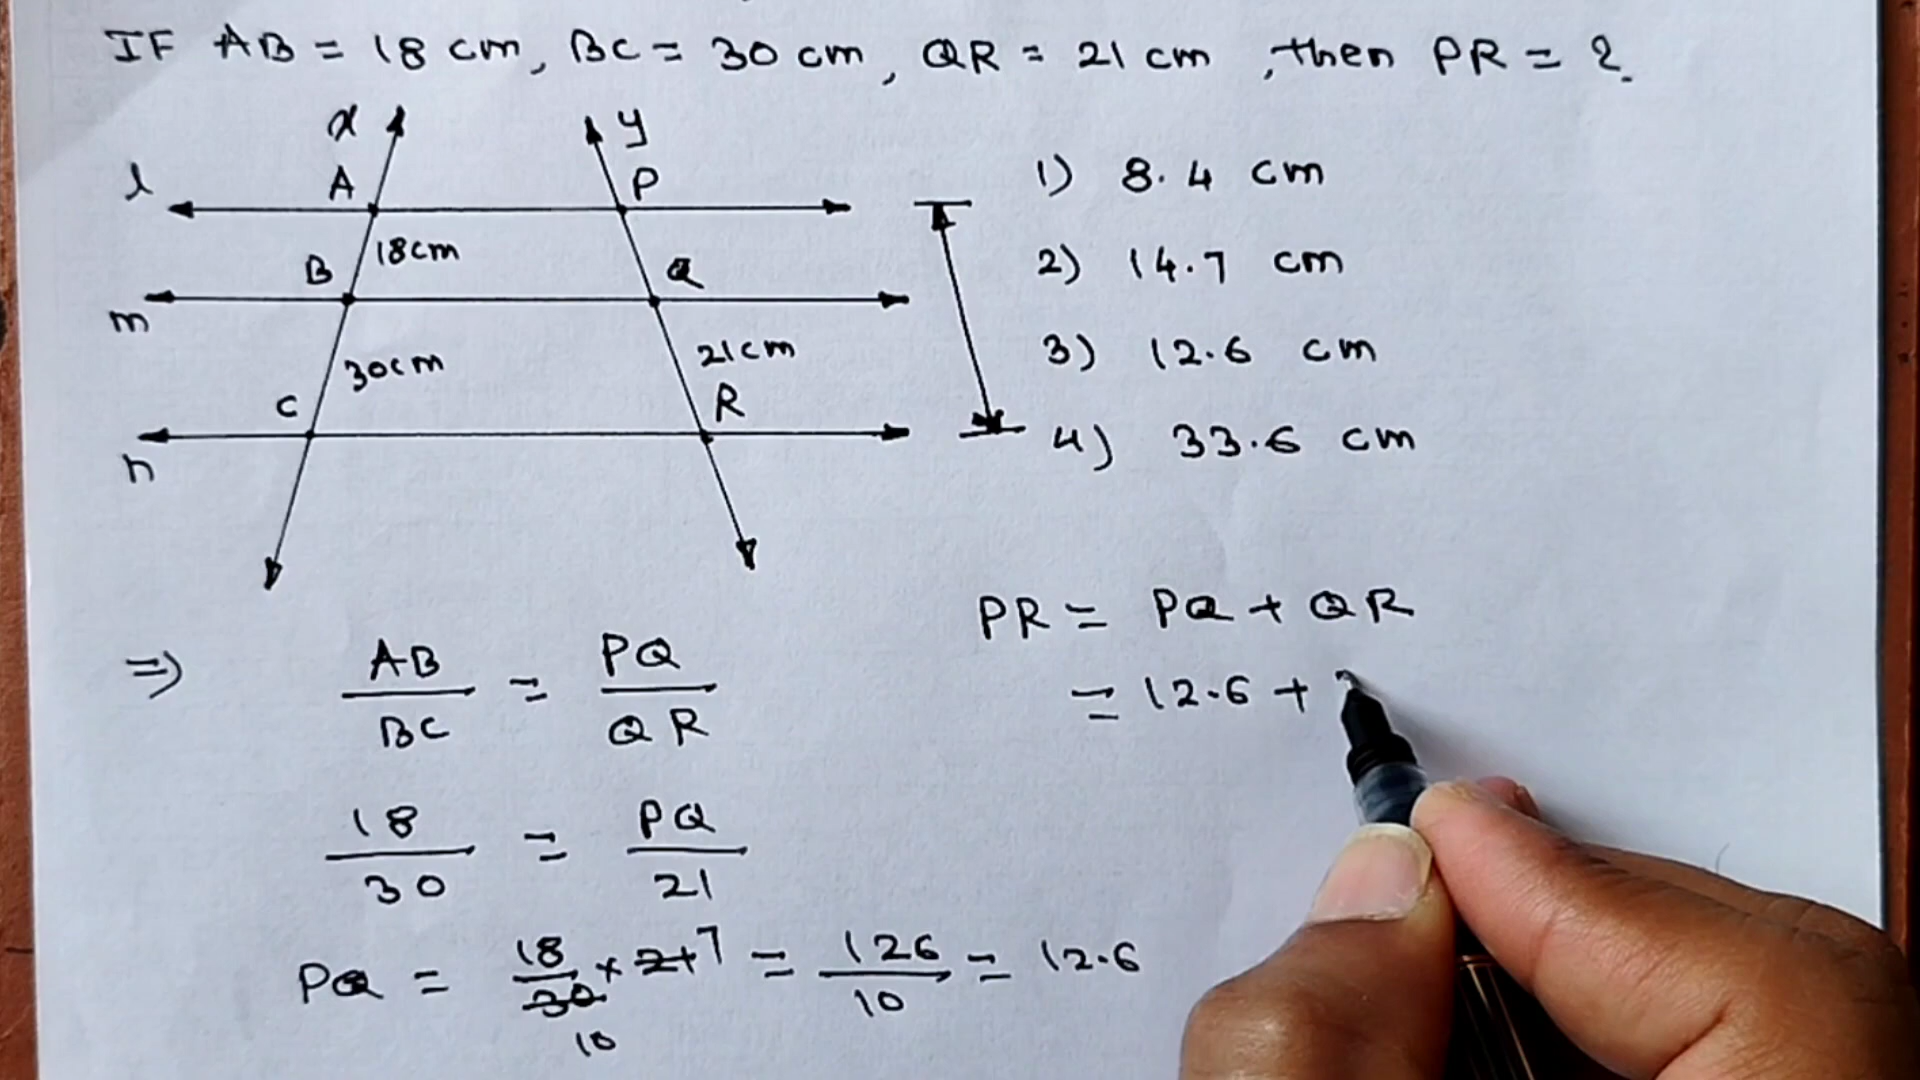 IF AB = 18 cm, BC = 30 cm, QR = 21 cm, then PR = ?
x y
l A P
18cm
B Q
m
30cm 21cm
C R
n
1) 8.4 cm
2) 14.7 cm
3) 12.6 cm
4) 33.6 cm
=> AB/BC = PQ/QR
18/30 = PQ/21
PQ = 18/30 × 21 7 = 126/10 = 12.6
10
PR = PQ + QR
= 12.6 +